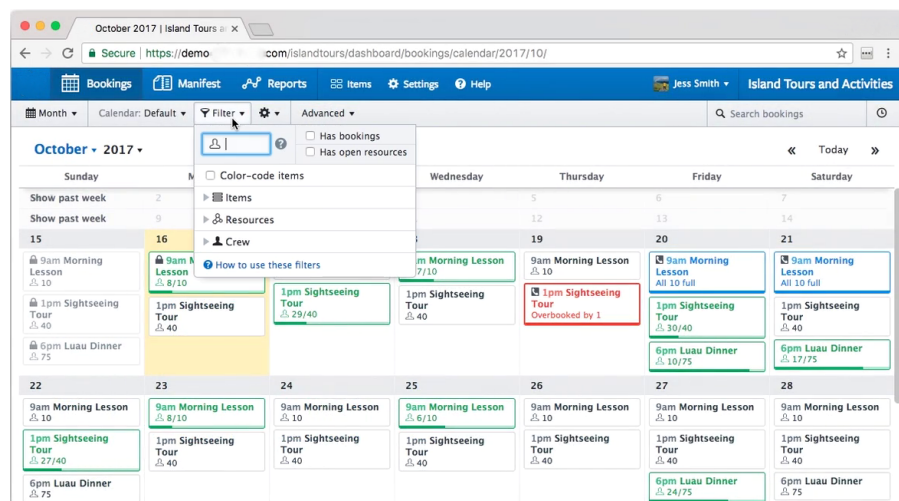 October 2017 | Island Tours a
Secure | https://demo com/islandtours/dashboard/bookings/calendar/2017/10/
Bookings Manifest Reports Items Settings Help Jess Smith Island Tours and Activities
Month Calendar: Default Filter Advanced Search bookings
Has bookings
Has open resources
Color-code items
Items
Resources
Crew
How to use these filters
October 2017 Today
Sunday M Wednesday Thursday Friday Saturday
Show past week 2 5 6 7
Show past week 9 12 13 14
15 16 19 20 21
9am Morning Lesson
10
1pm Sightseeing Tour
40
6pm Luau Dinner
75
9am M
Lesson
8/10
1pm Sightseeing Tour
40
1pm Sightseeing Tour
29/40
m Morning Lesson
7/10
1pm Sightseeing Tour
40
9am Morning Lesson
10
1pm Sightseeing Tour
Overbooked by 1
9am Morning Lesson
All 10 full
1pm Sightseeing Tour
30/40
6pm Luau Dinner
10/75
9am Morning Lesson
All 10 full
1pm Sightseeing Tour
40
6pm Luau Dinner
17/75
22 23 24 25 26 27 28
9am Morning Lesson
10
1pm Sightseeing Tour
27/40
6pm Luau Dinner
75
9am Morning Lesson
8/10
1pm Sightseeing Tour
40
9am Morning Lesson
10
1pm Sightseeing Tour
40
9am Morning Lesson
6/10
1pm Sightseeing Tour
40
9am Morning Lesson
10
1pm Sightseeing Tour
40
9am Morning Lesson
10
1pm Sightseeing Tour
40
6pm Luau Dinner
24/75
9am Morning Lesson
10
1pm Sightseeing Tour
40
6pm Luau Dinner
75